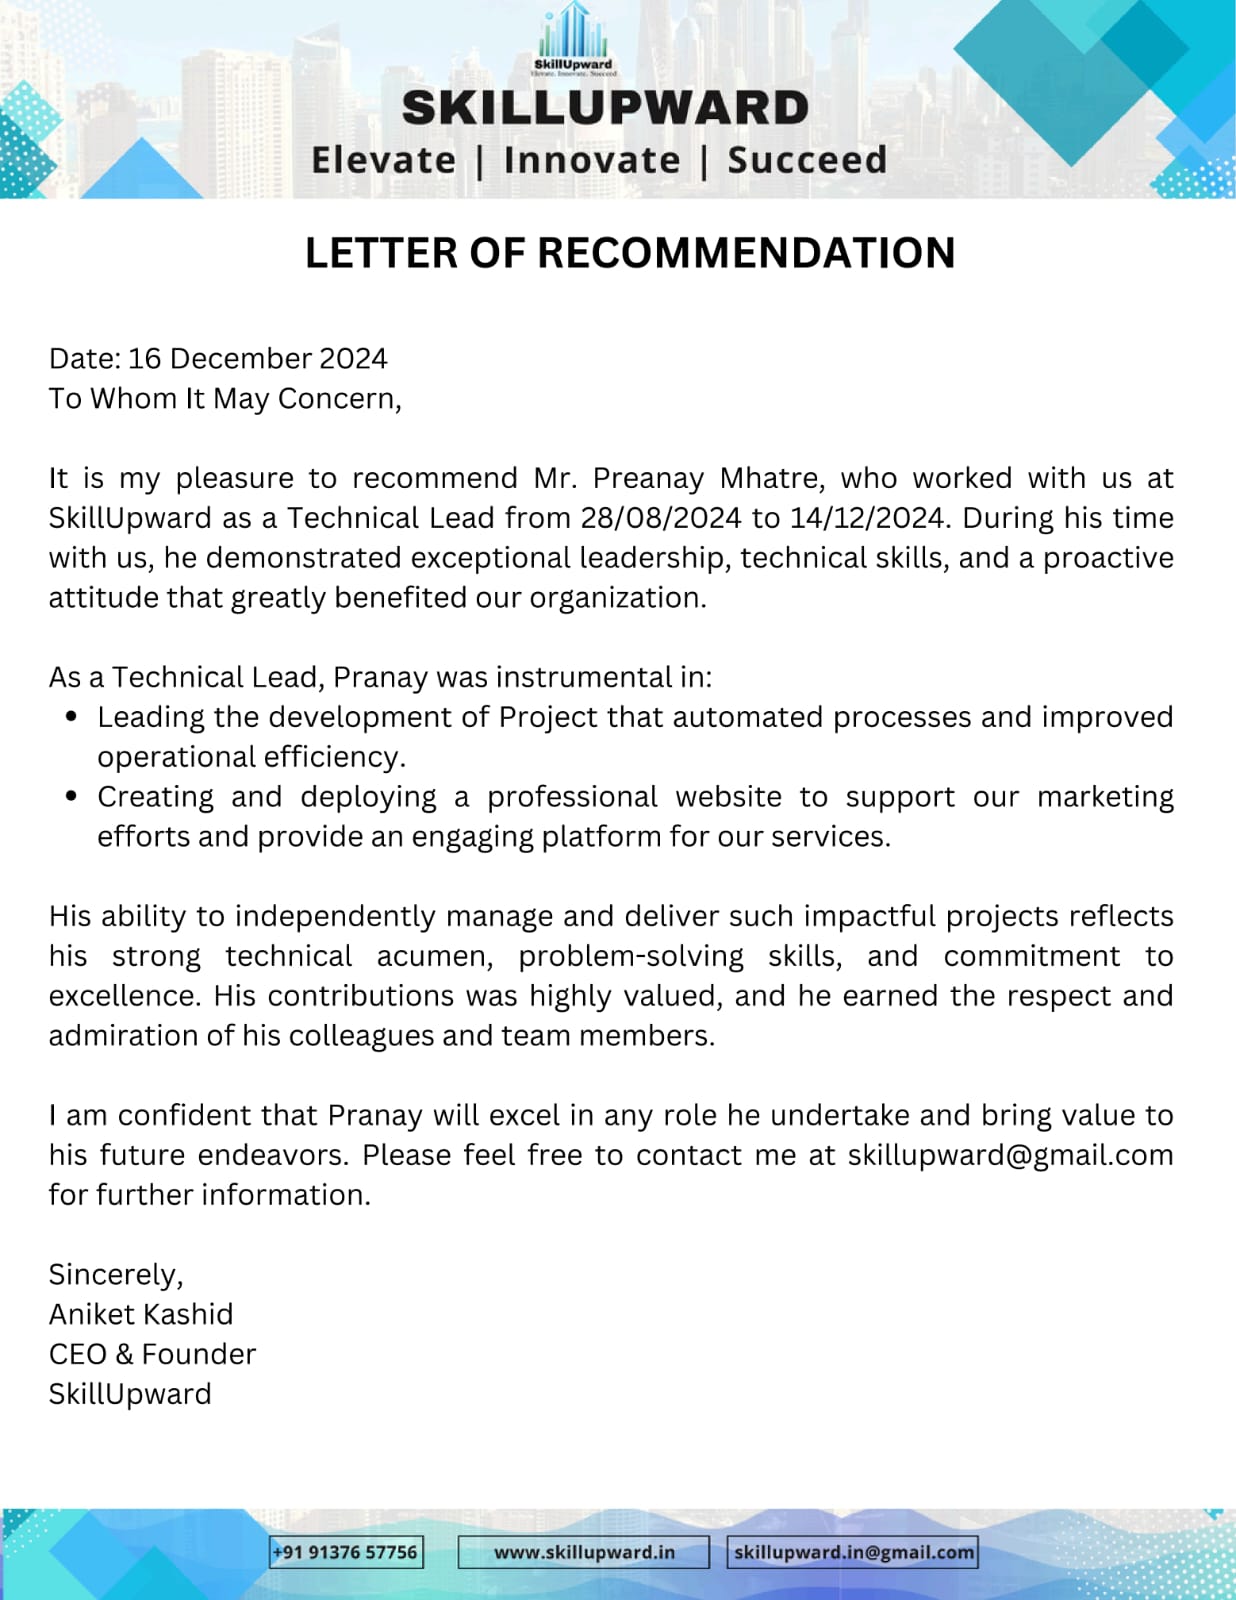 SkillUpward
Elevate. Innovate. Succeed
SKILLUPWARD
Elevate | Innovate | Succeed
LETTER OF RECOMMENDATION
Date: 16 December 2024
To Whom It May Concern,
It is my pleasure to recommend Mr. Preanay Mhatre, who worked with us at
SkillUpward as a Technical Lead from 28/08/2024 to 14/12/2024. During his time
with us, he demonstrated exceptional leadership, technical skills, and a proactive
attitude that greatly benefited our organization.
As a Technical Lead, Pranay was instrumental in:
• Leading the development of Project that automated processes and improved
operational efficiency.
• Creating and deploying a professional website to support our marketing
efforts and provide an engaging platform for our services.
His ability to independently manage and deliver such impactful projects reflects
his strong technical acumen, problem-solving skills, and commitment to
excellence. His contributions was highly valued, and he earned the respect and
admiration of his colleagues and team members.
I am confident that Pranay will excel in any role he undertake and bring value to
his future endeavors. Please feel free to contact me at skillupward@gmail.com
for further information.
Sincerely,
Aniket Kashid
CEO & Founder
SkillUpward
+91 91376 57756
www.skillupward.in
skillupward.in@gmail.com